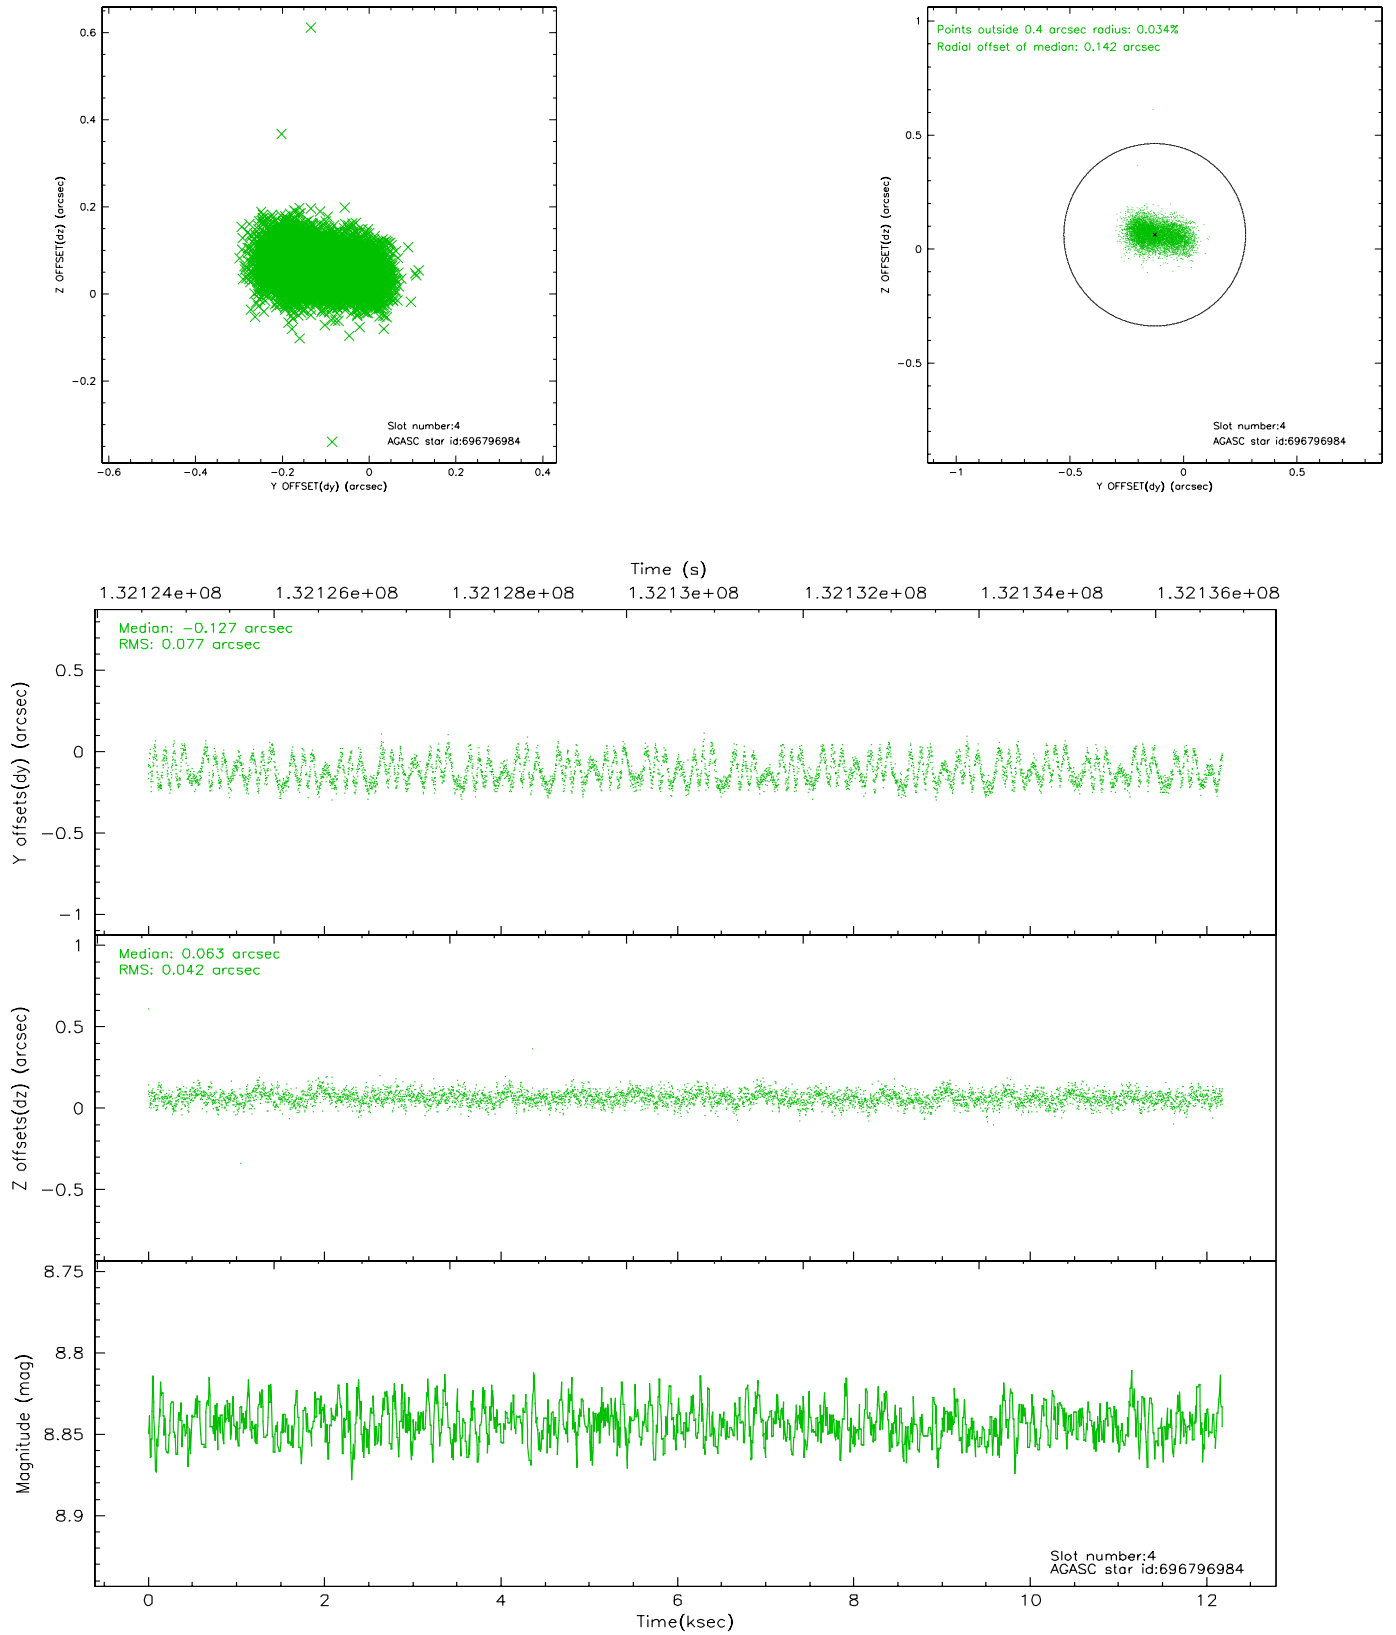 0.6
0.4
0.2
0
−0.2
Z OFFSET(dz) (arcsec)
Slot number:4
AGASC star id:696796984
−0.6 −0.4 −0.2 0 0.2 0.4
Y OFFSET(dy) (arcsec)
Points outside 0.4 arcsec radius: 0.034%
Radial offset of median: 0.142 arcsec
1
0.5
0
−0.5
Z OFFSET(dz) (arcsec)
Slot number:4
AGASC star id:696796984
−1 −0.5 0 0.5
Y OFFSET(dy) (arcsec)
Time (s)
1.32124e+08 1.32126e+08 1.32128e+08 1.3213e+08 1.32132e+08 1.32134e+08 1.32136e+08
Median: −0.127 arcsec
RMS: 0.077 arcsec
0.5
0
−0.5
−1
Y offsets(dy) (arcsec)
Median: 0.063 arcsec
RMS: 0.042 arcsec
1
0.5
0
−0.5
Z offsets(dz) (arcsec)
8.75
8.8
8.85
8.9
Magnitude (mag)
Slot number:4
AGASC star id:696796984
0 2 4 6 8 10 12
Time(ksec)